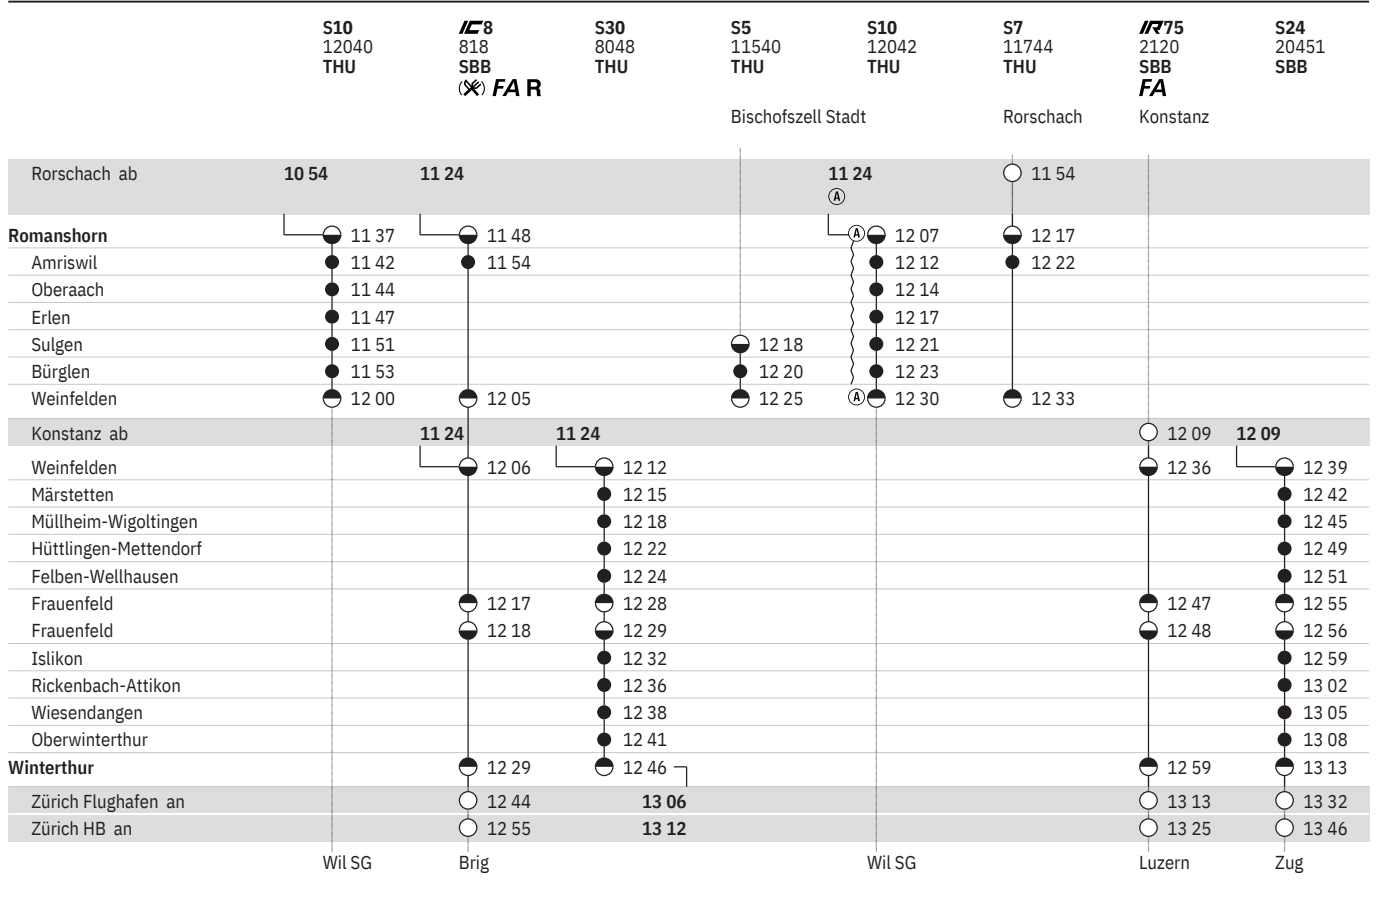 S10 IC8 S30 S5 S10 S7 IR75 S24
12040 818 8048 11540 12042 11744 2120 20451
THU SBB THU THU THU THU SBB SBB
FA R FA
Bischofszell Stadt Rorschach Konstanz
Rorschach ab 10 54 11 24 11 24 11 54
A
Romanshorn 11 37 11 48 A 12 07 12 17
Amriswil 11 42 11 54 12 12 12 22
Oberaach 11 44 12 14
Erlen 11 47 12 17
Sulgen 11 51 12 18 12 21
Bürglen 11 53 12 20 12 23
Weinfelden 12 00 12 05 12 25 A 12 30 12 33
Konstanz ab 11 24 11 24 12 09 12 09
Weinfelden 12 06 12 12 12 36 12 39
Märstetten 12 15 12 42
Müllheim-Wigoltingen 12 18 12 45
Hüttlingen-Mettendorf 12 22 12 49
Felben-Wellhausen 12 24 12 51
Frauenfeld 12 17 12 28 12 47 12 55
Frauenfeld 12 18 12 29 12 48 12 56
Islikon 12 32 12 59
Rickenbach-Attikon 12 36 13 02
Wiesendangen 12 38 13 05
Oberwinterthur 12 41 13 08
Winterthur 12 29 12 46 12 59 13 13
Zürich Flughafen an 12 44 13 06 13 13 13 32
Zürich HB an 12 55 13 12 13 25 13 46
Wil SG Brig Wil SG Luzern Zug